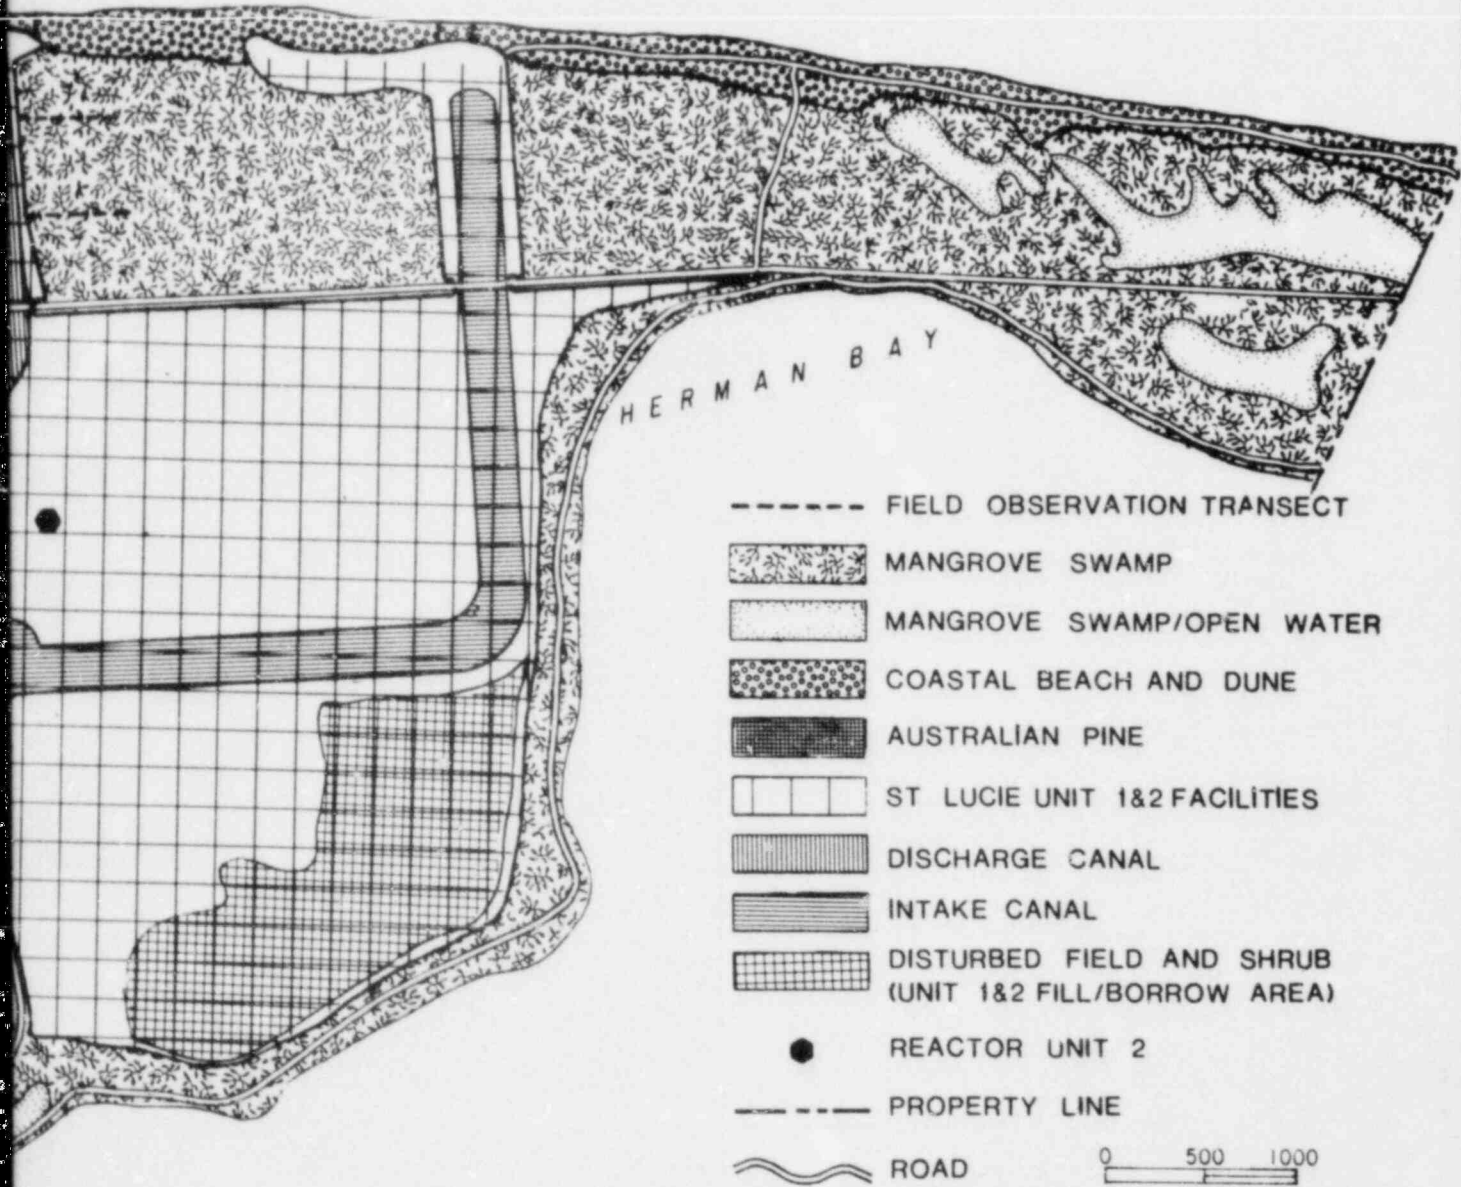 HERMAN BAY
FIELD OBSERVATION TRANSECT
MANGROVE SWAMP
MANGROVE SWAMP/OPEN WATER
COASTAL BEACH AND DUNE
AUSTRALIAN PINE
ST LUCIE UNIT 1&2 FACILITIES
DISCHARGE CANAL
INTAKE CANAL
DISTURBED FIELD AND SHRUB
(UNIT 1&2 FILL/BORROW AREA)
REACTOR UNIT 2
PROPERTY LINE
ROAD
0 500 1000